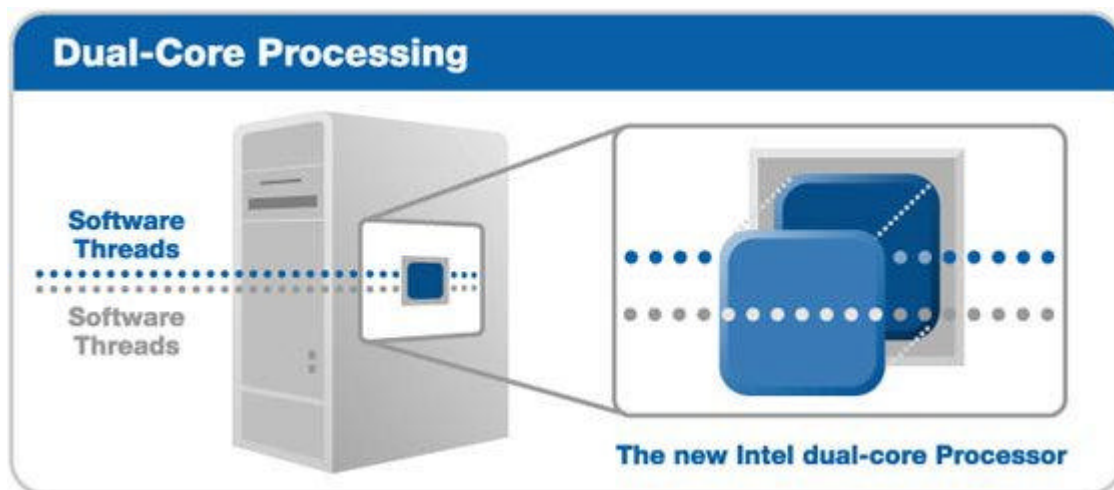 Dual-Core Processing
Software
Threads
Software
Threads
The new Intel dual-core Processor